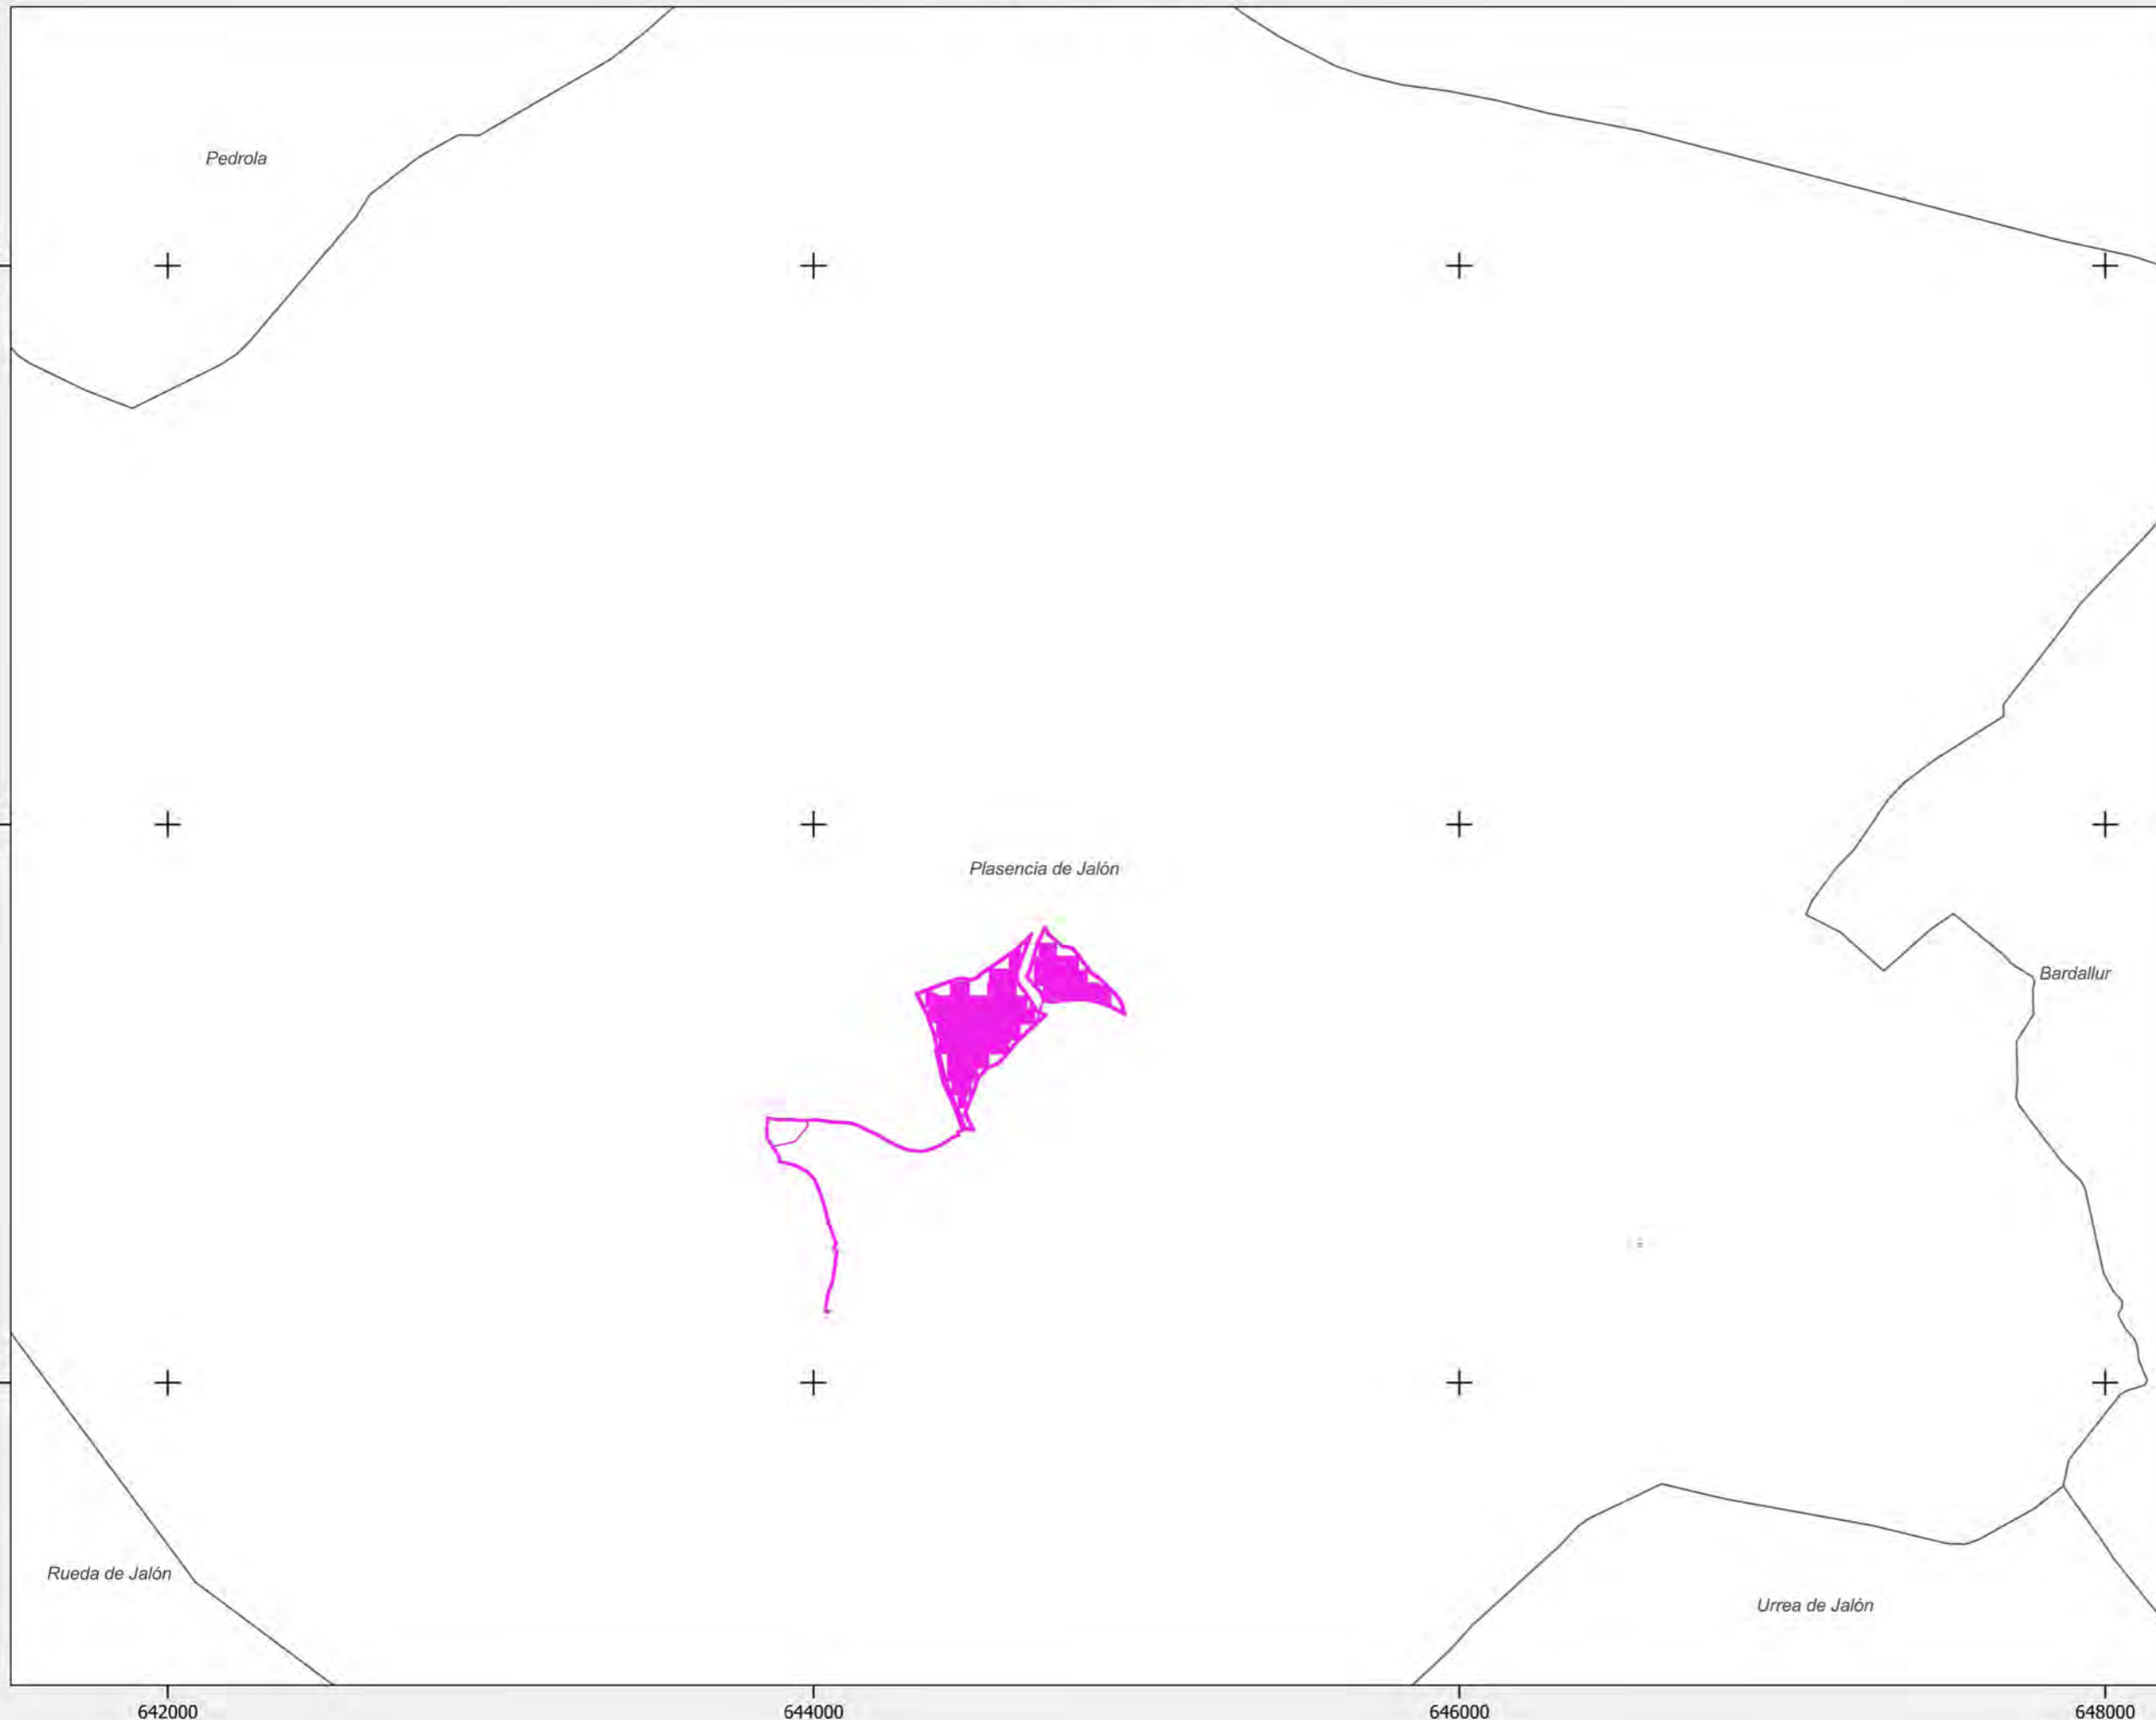 Pedrola
Plasencia de Jalón
Bardallur
Rueda de Jalón
Urrea de Jalón
642000
644000
646000
648000